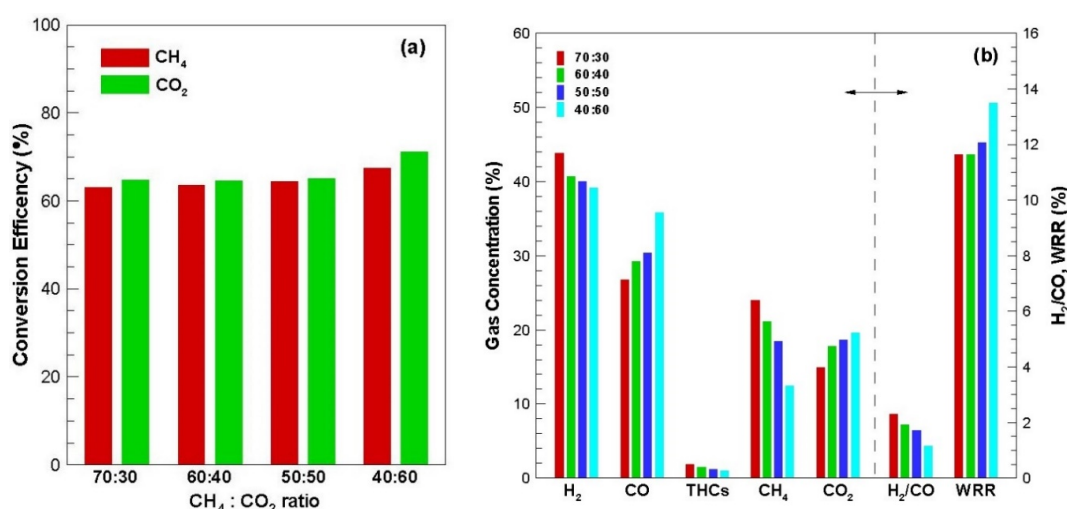 (a)
CH₄
CO₂
100
80
60
40
20
0
Conversion Efficency (%)
70:30 60:40 50:50 40:60
CH₄ : CO₂ ratio
(b)
70:30
60:40
50:50
40:60
60
50
40
30
20
10
0
Gas Concentration (%)
16
14
12
10
8
6
4
2
0
H₂/CO, WRR (%)
H₂ CO THCs CH₄ CO₂ H₂/CO WRR